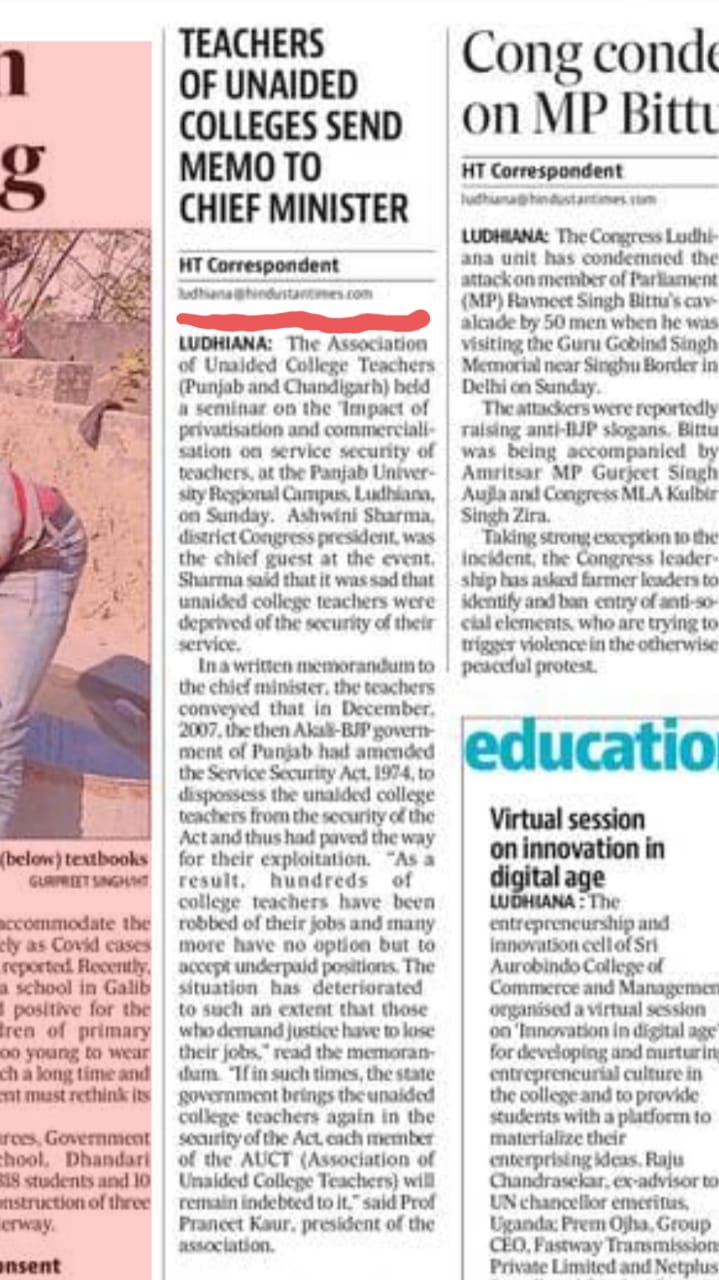 n
g
(below) textbooks
GURPREET SINGH/HT
accommodate the
ely as Covid cases
reported. Recently,
a school in Galib
d positive for the
dren of primary
oo young to wear
ch a long time and
ent must rethink its
urces, Government
chool, Dhandari
318 students and 10
onstruction of three
erway.
onsent
TEACHERS
OF UNAIDED
COLLEGES SEND
MEMO TO
CHIEF MINISTER
HT Correspondent
ludhiana@hindustantimes.com
LUDHIANA: The Association
of Unaided College Teachers
(Punjab and Chandigarh) held
a seminar on the 'Impact of
privatisation and commerciali-
sation on service security of
teachers, at the Panjab Univer-
sity Regional Campus, Ludhiana,
on Sunday. Ashwini Sharma,
district Congress president, was
the chief guest at the event.
Sharma said that it was sad that
unaided college teachers were
deprived of the security of their
service.
In a written memorandum to
the chief minister, the teachers
conveyed that in December,
2007, the then Akali-BJP govern-
ment of Punjab had amended
the Service Security Act, 1974, to
dispossess the unaided college
teachers from the security of the
Act and thus had paved the way
for their exploitation. "As a
result, hundreds of
college teachers have been
robbed of their jobs and many
more have no option but to
accept underpaid positions. The
situation has deteriorated
to such an extent that those
who demand justice have to lose
their jobs," read the memoran-
dum. "If in such times, the state
government brings the unaided
college teachers again in the
security of the Act, each member
of the AUCT (Association of
Unaided College Teachers) will
remain indebted to it," said Prof
Praneet Kaur, president of the
association.
Cong conde
on MP Bittu
HT Correspondent
ludhiana@hindustantimes.com
LUDHIANA: The Congress Ludhi-
ana unit has condemned the
attack on member of Parliament
(MP) Ravneet Singh Bittu's cav-
alcade by 50 men when he was
visiting the Guru Gobind Singh
Memorial near Singhu Border in
Delhi on Sunday.
The attackers were reportedly
raising anti-BJP slogans. Bittu
was being accompanied by
Amritsar MP Gurjeet Singh
Aujla and Congress MLA Kulbir
Singh Zira.
Taking strong exception to the
incident, the Congress leader-
ship has asked farmer leaders to
identify and ban entry of anti-so-
cial elements, who are trying to
trigger violence in the otherwise
peaceful protest.
educatio
Virtual session
on innovation in
digital age
LUDHIANA : The
entrepreneurship and
innovation cell of Sri
Aurobindo College of
Commerce and Managemen
organised a virtual session
on 'Innovation in digital age'
for developing and nurturing
entrepreneurial culture in
the college and to provide
students with a platform to
materialize their
enterprising ideas. Raju
Chandrasekar, ex-advisor to
UN chancellor emeritus,
Uganda; Prem Ojha, Group
CEO, Fastway Transmission
Private Limited and Netplus